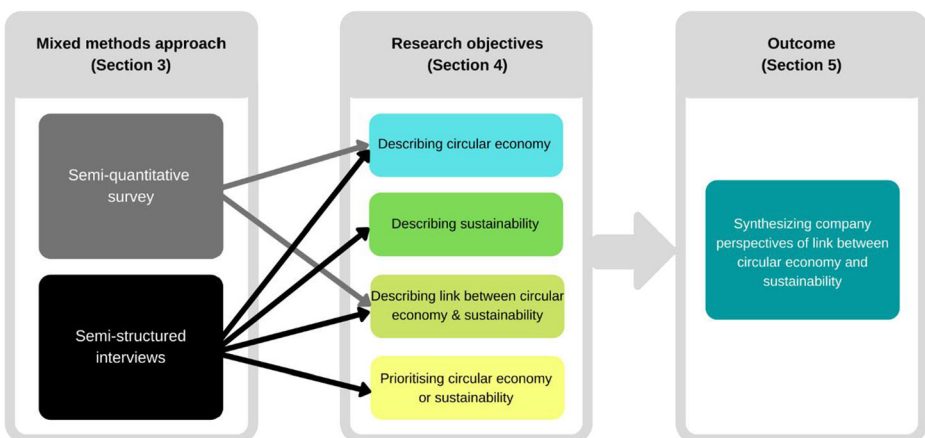 Mixed methods approach
(Section 3)
Semi-quantitative
survey
Semi-structured
interviews
Research objectives
(Section 4)
Describing circular economy
Describing sustainability
Describing link between circular
economy & sustainability
Prioritising circular economy
or sustainability
Outcome
(Section 5)
Synthesizing company
perspectives of link between
circular economy and
sustainability